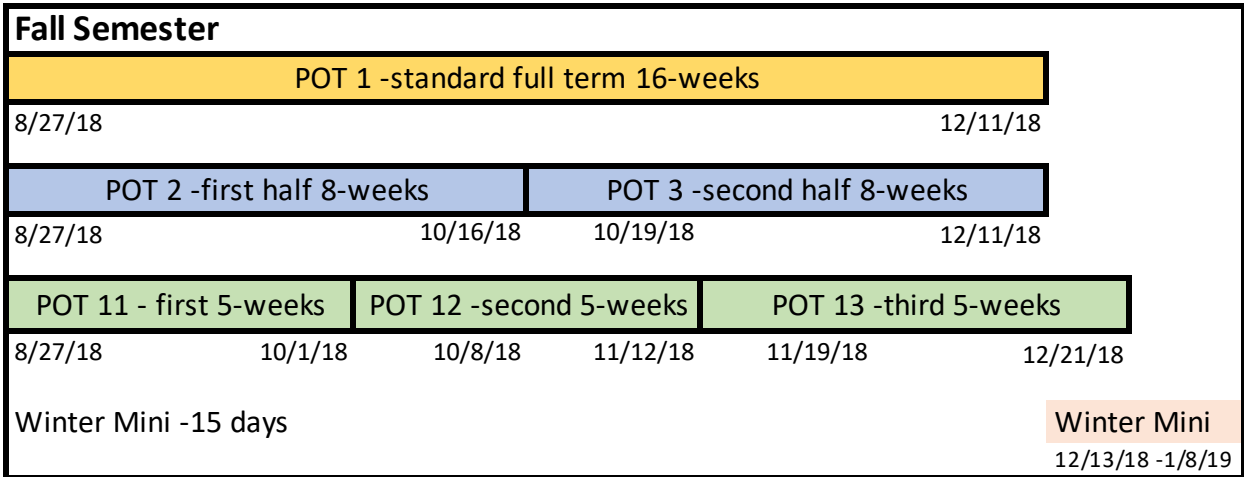 Fall Semester
POT 1 -standard full term 16-weeks
8/27/18 12/11/18
POT 2 -first half 8-weeks POT 3 -second half 8-weeks
8/27/18 10/16/18 10/19/18 12/11/18
POT 11 - first 5-weeks POT 12 -second 5-weeks POT 13 -third 5-weeks
8/27/18 10/1/18 10/8/18 11/12/18 11/19/18 12/21/18
Winter Mini -15 days Winter Mini
12/13/18 -1/8/19